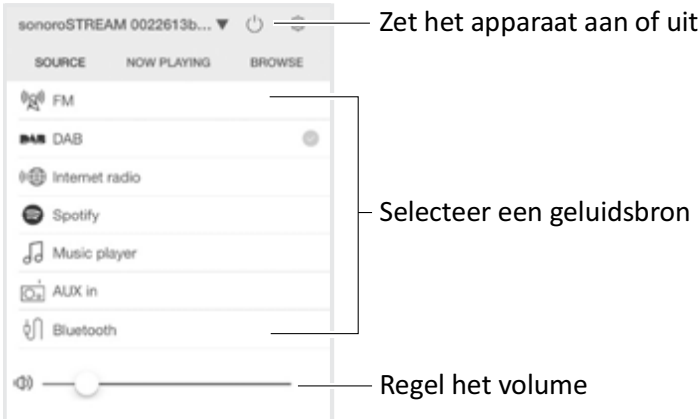 sonoroSTREAM 0022613b... ▼
Zet het apparaat aan of uit
SOURCE NOW PLAYING BROWSE
FM
DAB DAB
Internet radio
Spotify
Selecteer een geluidsbron
Music player
AUX in
Bluetooth
Regel het volume